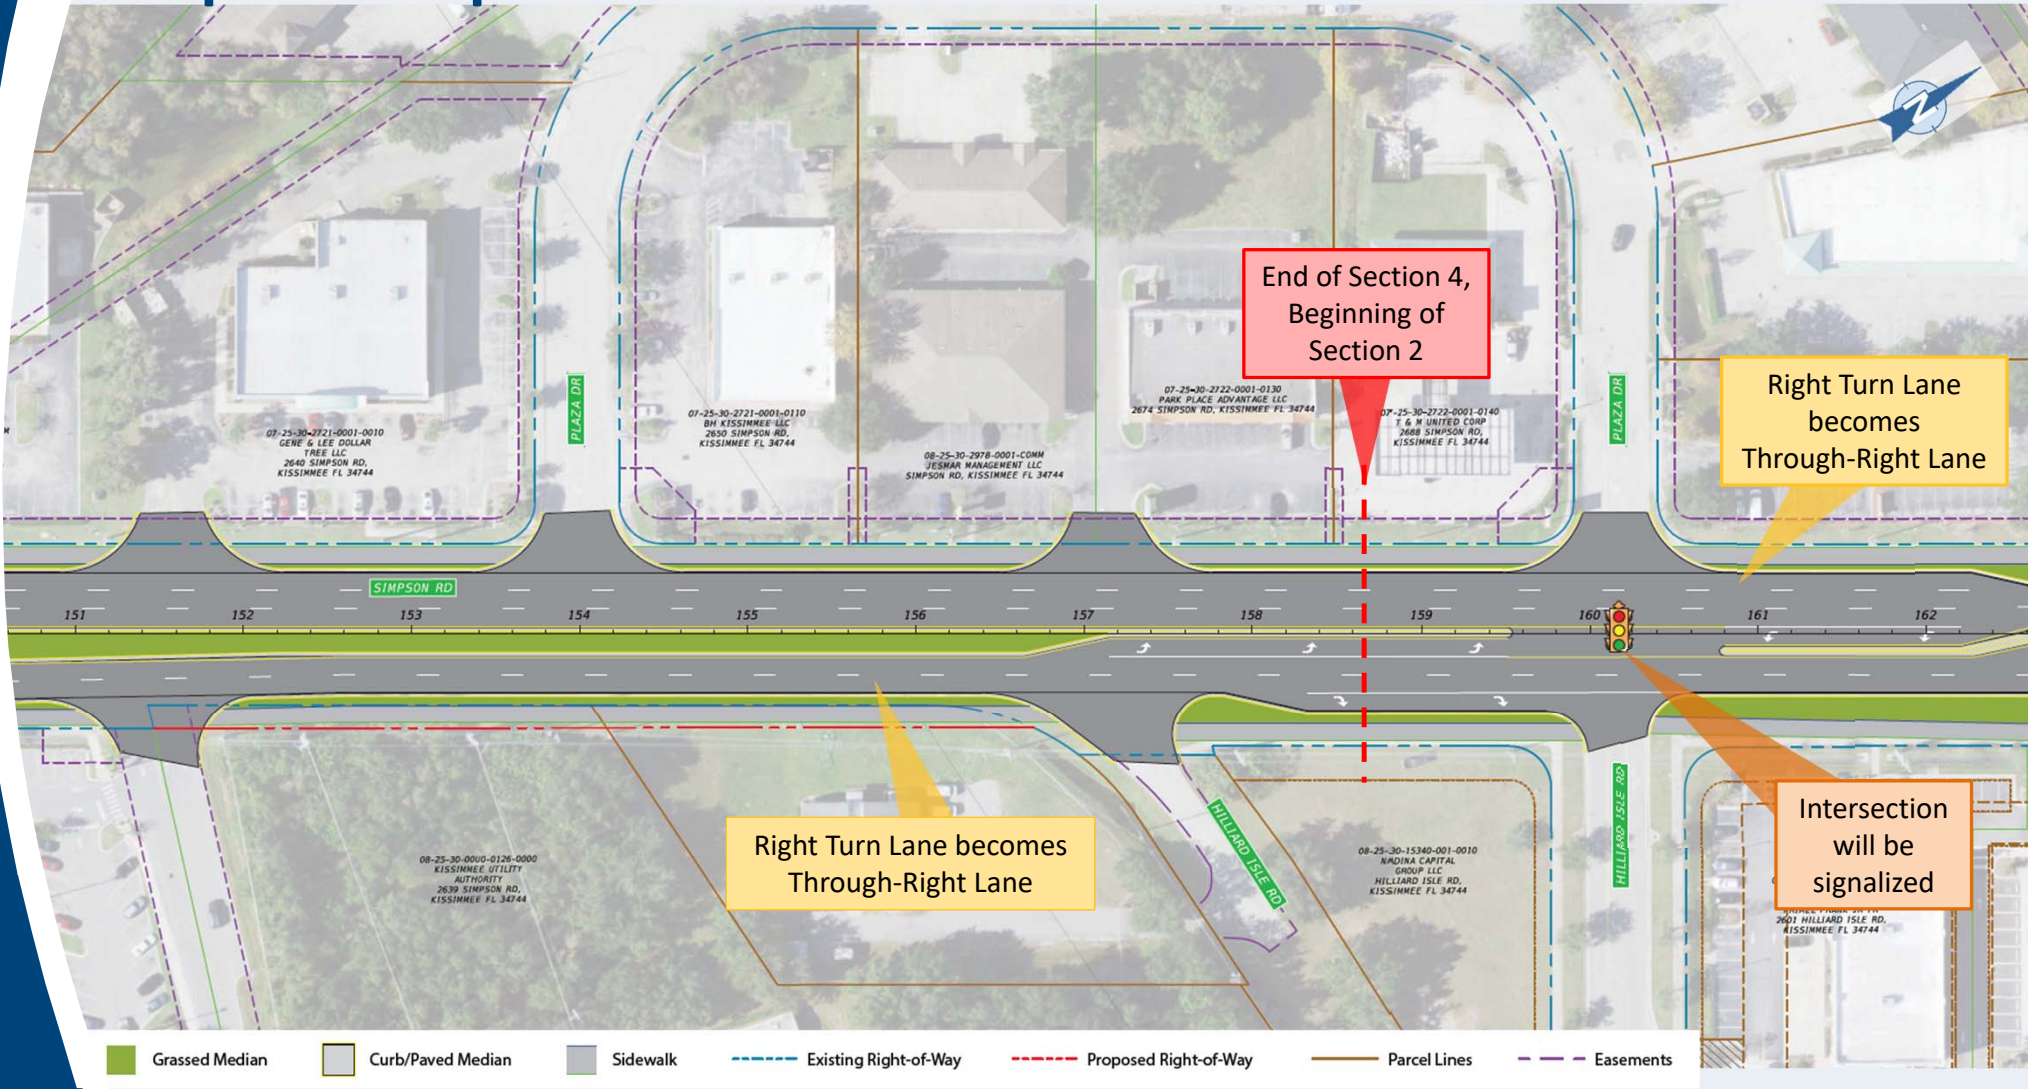 N
End of Section 4,
Beginning of
Section 2
Right Turn Lane
becomes
Through-Right Lane
PLAZA DR
PLAZA DR
07-25-30-2721-0001-0010
GENE & LEE DOLLAR
TREE LLC
2640 SIMPSON RD,
KISSIMMEE FL 34744
07-25-30-2721-0001-0110
BH KISSIMMEE LLC
2650 SIMPSON RD,
KISSIMMEE FL 34744
08-25-30-2978-0001-COMM
JESMAR MANAGEMENT LLC
SIMPSON RD, KISSIMMEE FL 34744
07-25-30-2722-0001-0130
PARK PLACE ADVANTAGE LLC
2674 SIMPSON RD, KISSIMMEE FL 34744
07-25-30-2722-0001-0140
T & M UNITED CORP
2688 SIMPSON RD,
KISSIMMEE FL 34744
SIMPSON RD
151
152
153
154
155
156
157
158
159
160
161
162
Right Turn Lane becomes
Through-Right Lane
HILLIARD ISLE RD
HILLIARD ISLE RD
Intersection
will be
signalized
08-25-30-00U0-0126-0000
KISSIMMEE UTILITY
AUTHORITY
2639 SIMPSON RD,
KISSIMMEE FL 34744
08-25-30-15340-001-0010
NADINA CAPITAL
GROUP LLC
HILLIARD ISLE RD,
KISSIMMEE FL 34744
2601 HILLIARD ISLE RD,
KISSIMMEE FL 34744
Grassed Median
Curb/Paved Median
Sidewalk
Existing Right-of-Way
Proposed Right-of-Way
Parcel Lines
Easements